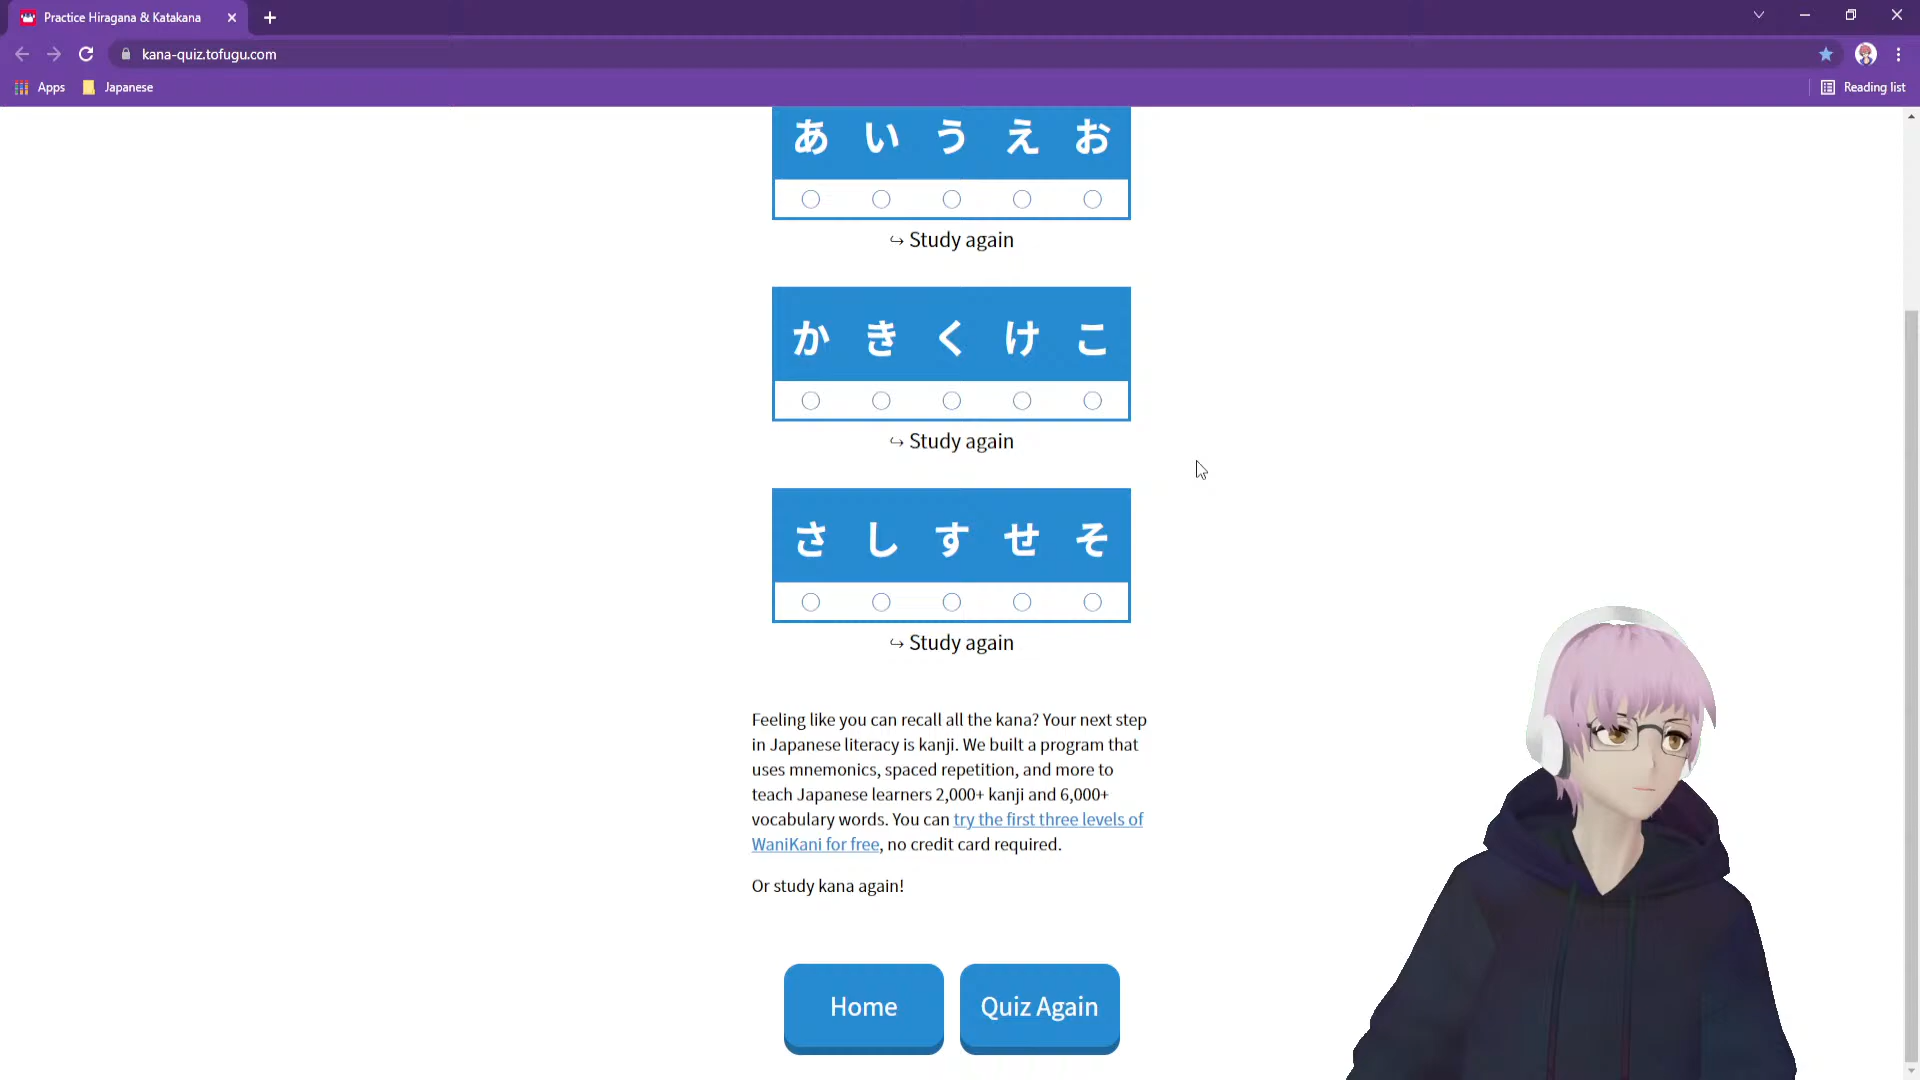 Practice Hiragana & Katakana
kana-quiz.tofugu.com
Apps
Japanese
Reading list
あ い う え お
↪ Study again
か き く け こ
↪ Study again
さ し す せ そ
↪ Study again
Feeling like you can recall all the kana? Your next step
in Japanese literacy is kanji. We built a program that
uses mnemonics, spaced repetition, and more to
teach Japanese learners 2,000+ kanji and 6,000+
vocabulary words. You can try the first three levels of
WaniKani for free, no credit card required.
Or study kana again!
Home
Quiz Again